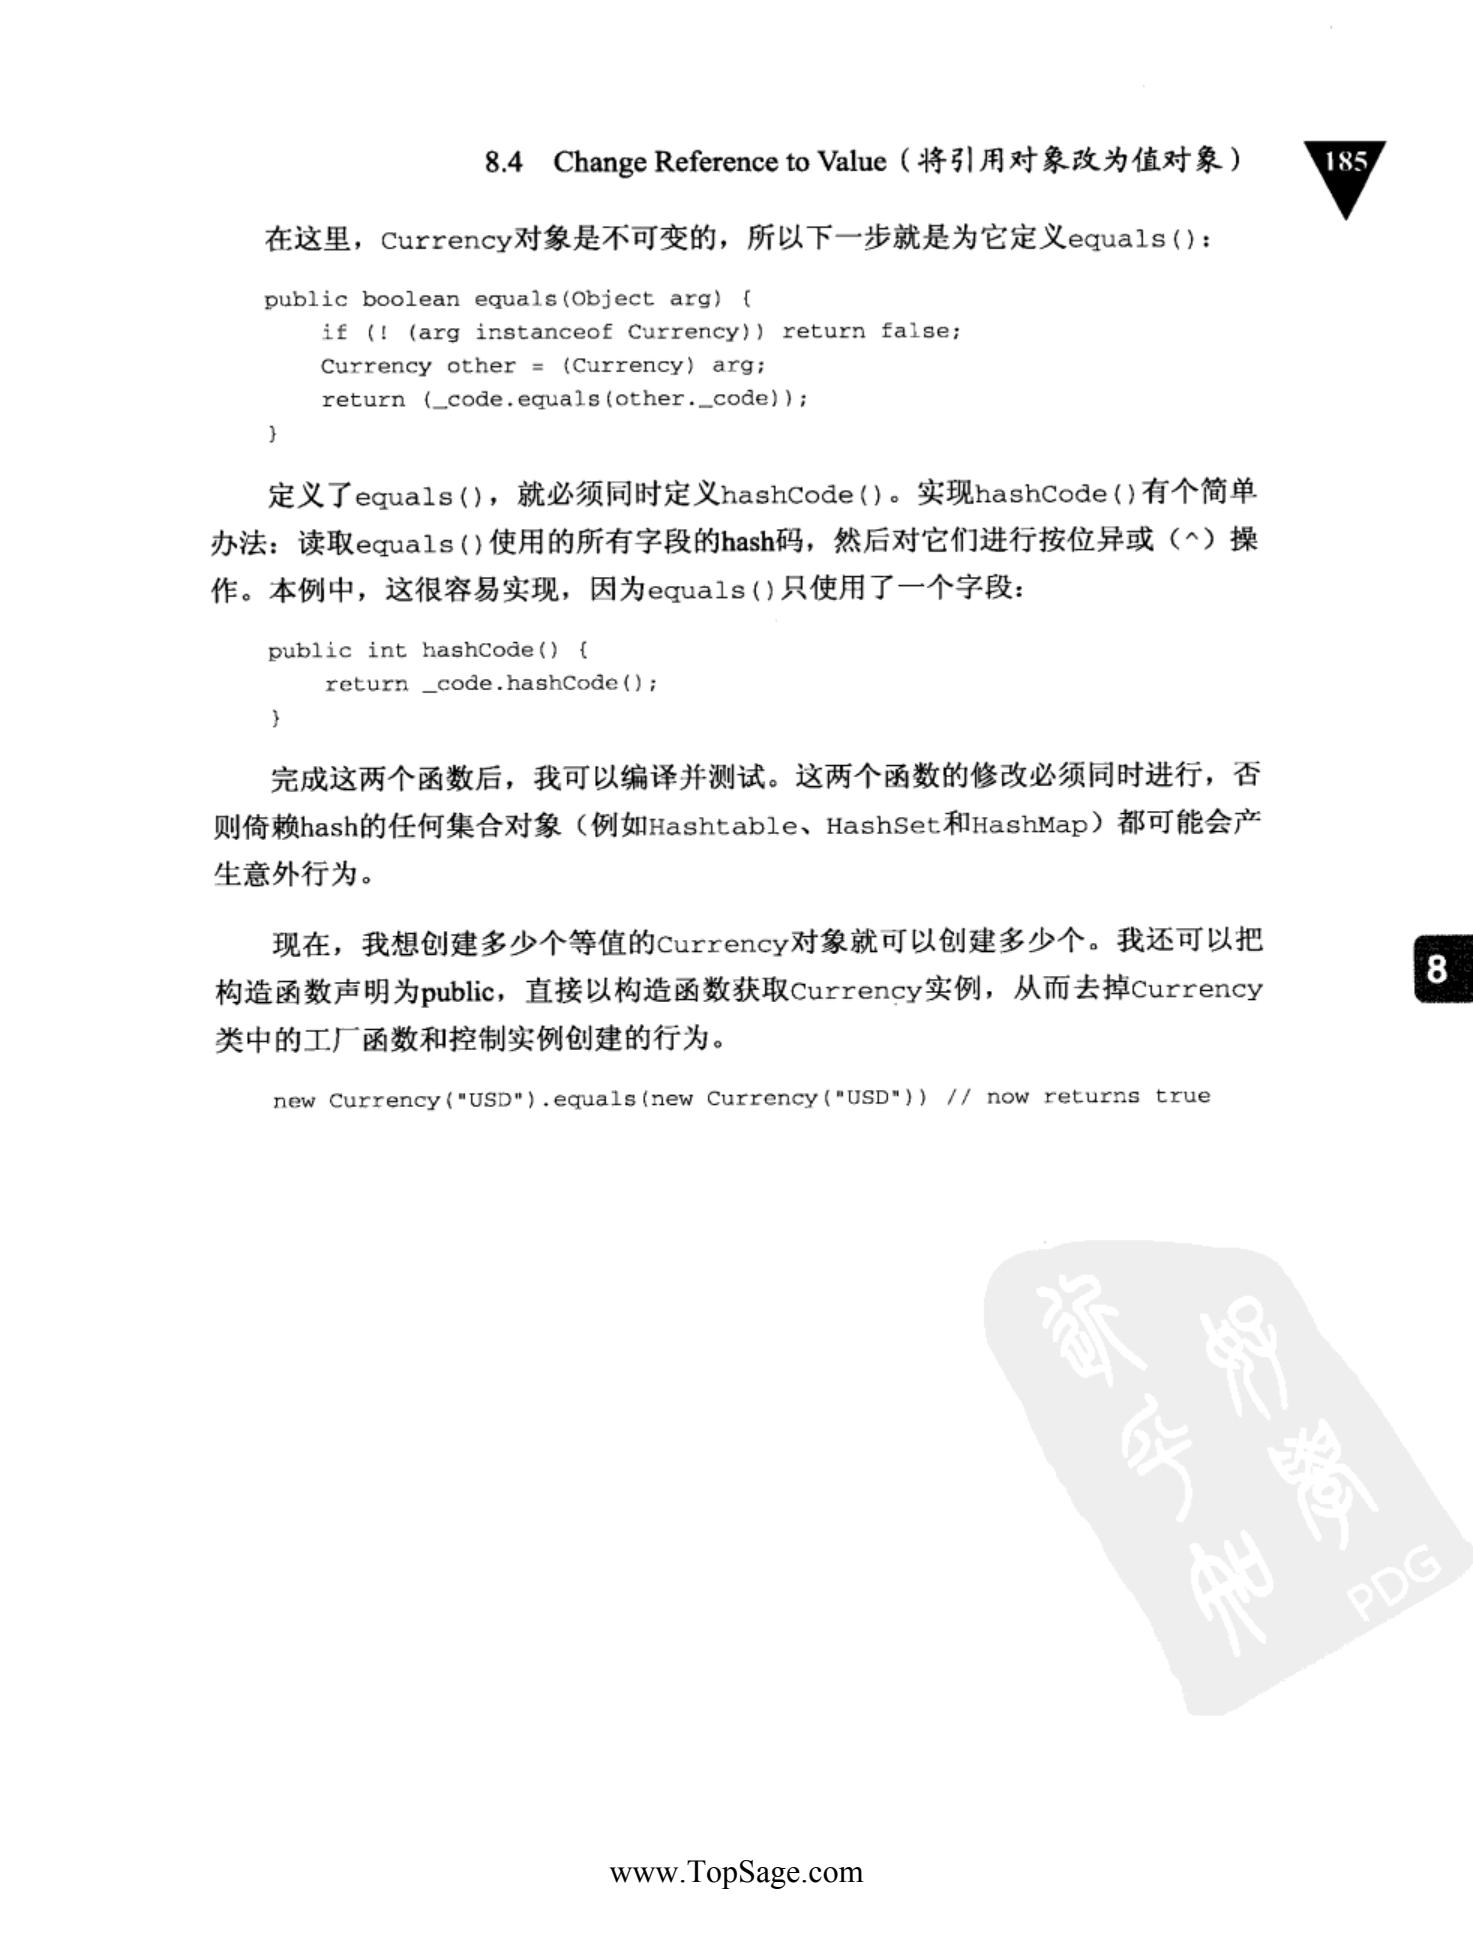 8.4 Change Reference to Value（将引用对象改为值对象）
185
在这里，Currency对象是不可变的，所以下一步就是为它定义equals()：
public boolean equals(Object arg) {
if (! (arg instanceof Currency)) return false;
Currency other = (Currency) arg;
return (_code.equals(other._code));
}
定义了equals()，就必须同时定义hashCode()。实现hashCode()有个简单
办法：读取equals()使用的所有字段的hash码，然后对它们进行按位异或（^）操
作。本例中，这很容易实现，因为equals()只使用了一个字段：
public int hashCode() {
return _code.hashCode();
}
完成这两个函数后，我可以编译并测试。这两个函数的修改必须同时进行，否
则倚赖hash的任何集合对象（例如Hashtable、HashSet和HashMap）都可能会产
生意外行为。
现在，我想创建多少个等值的Currency对象就可以创建多少个。我还可以把
构造函数声明为public，直接以构造函数获取Currency实例，从而去掉Currency
类中的工厂函数和控制实例创建的行为。
8
new Currency("USD").equals(new Currency("USD")) // now returns true
PDG
www.TopSage.com